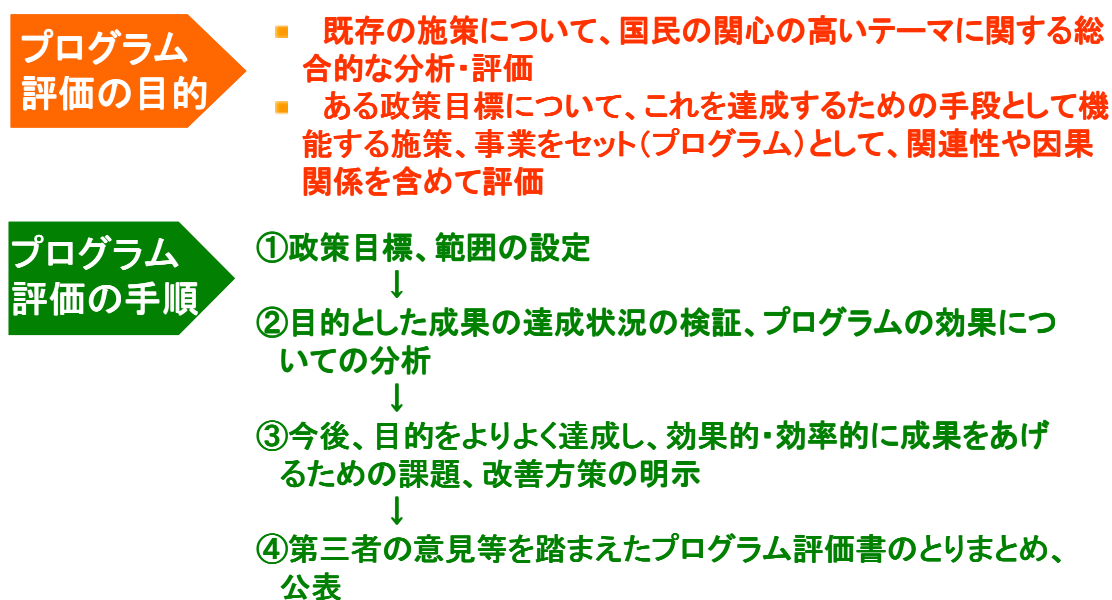 プログラム
評価の目的
■ 既存の施策について、国民の関心の高いテーマに関する総
合的な分析・評価
■ ある政策目標について、これを達成するための手段として機
能する施策、事業をセット（プログラム）として、関連性や因果
関係を含めて評価
プログラム
評価の手順
①政策目標、範囲の設定
↓
②目的とした成果の達成状況の検証、プログラムの効果につ
いての分析
↓
③今後、目的をよりよく達成し、効果的・効率的に成果をあげ
るための課題、改善方策の明示
↓
④第三者の意見等を踏まえたプログラム評価書のとりまとめ、
公表